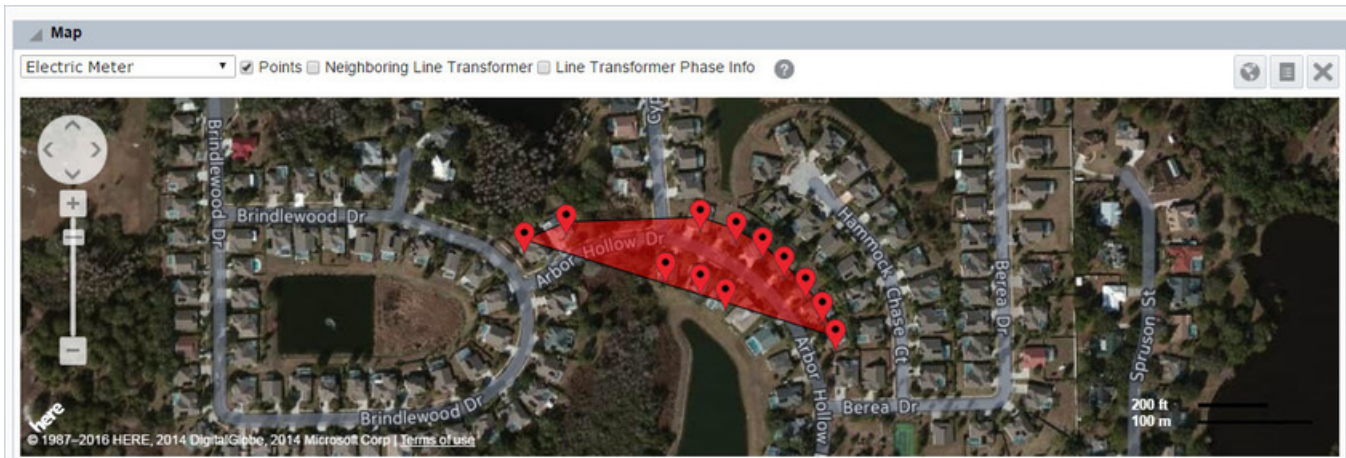 Map
Electric Meter Points Neighboring Line Transformer Line Transformer Phase Info ?
Brindlewood Dr
Brindlewood Dr
Arbor Hollow Dr
Hammock Chase Ct
Berea Dr
Spruson St
Arbor Hollow
Berea Dr
Brindlewood Dr
200 ft
100 m
here
© 1987–2016 HERE, 2014 DigitalGlobe, 2014 Microsoft Corp | Terms of use